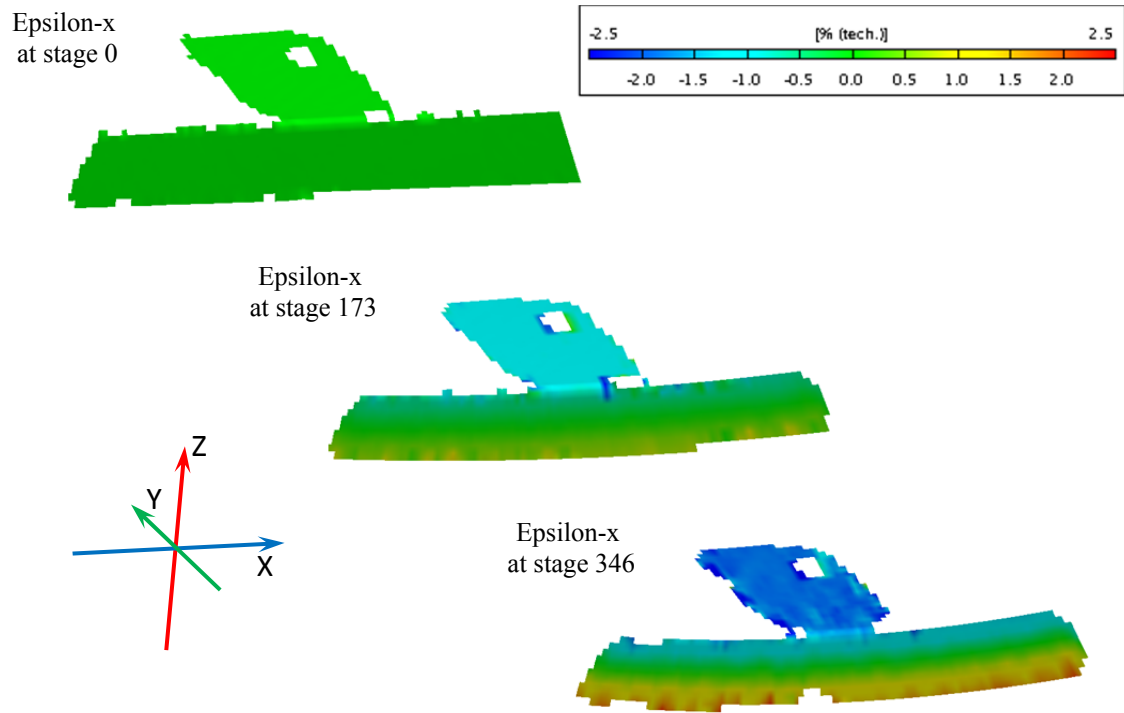 Epsilon-x
at stage 0
[% (tech.)]
-2.5 2.5
-2.0 -1.5 -1.0 -0.5 0.0 0.5 1.0 1.5 2.0
Epsilon-x
at stage 173
Z
Y
X
Epsilon-x
at stage 346